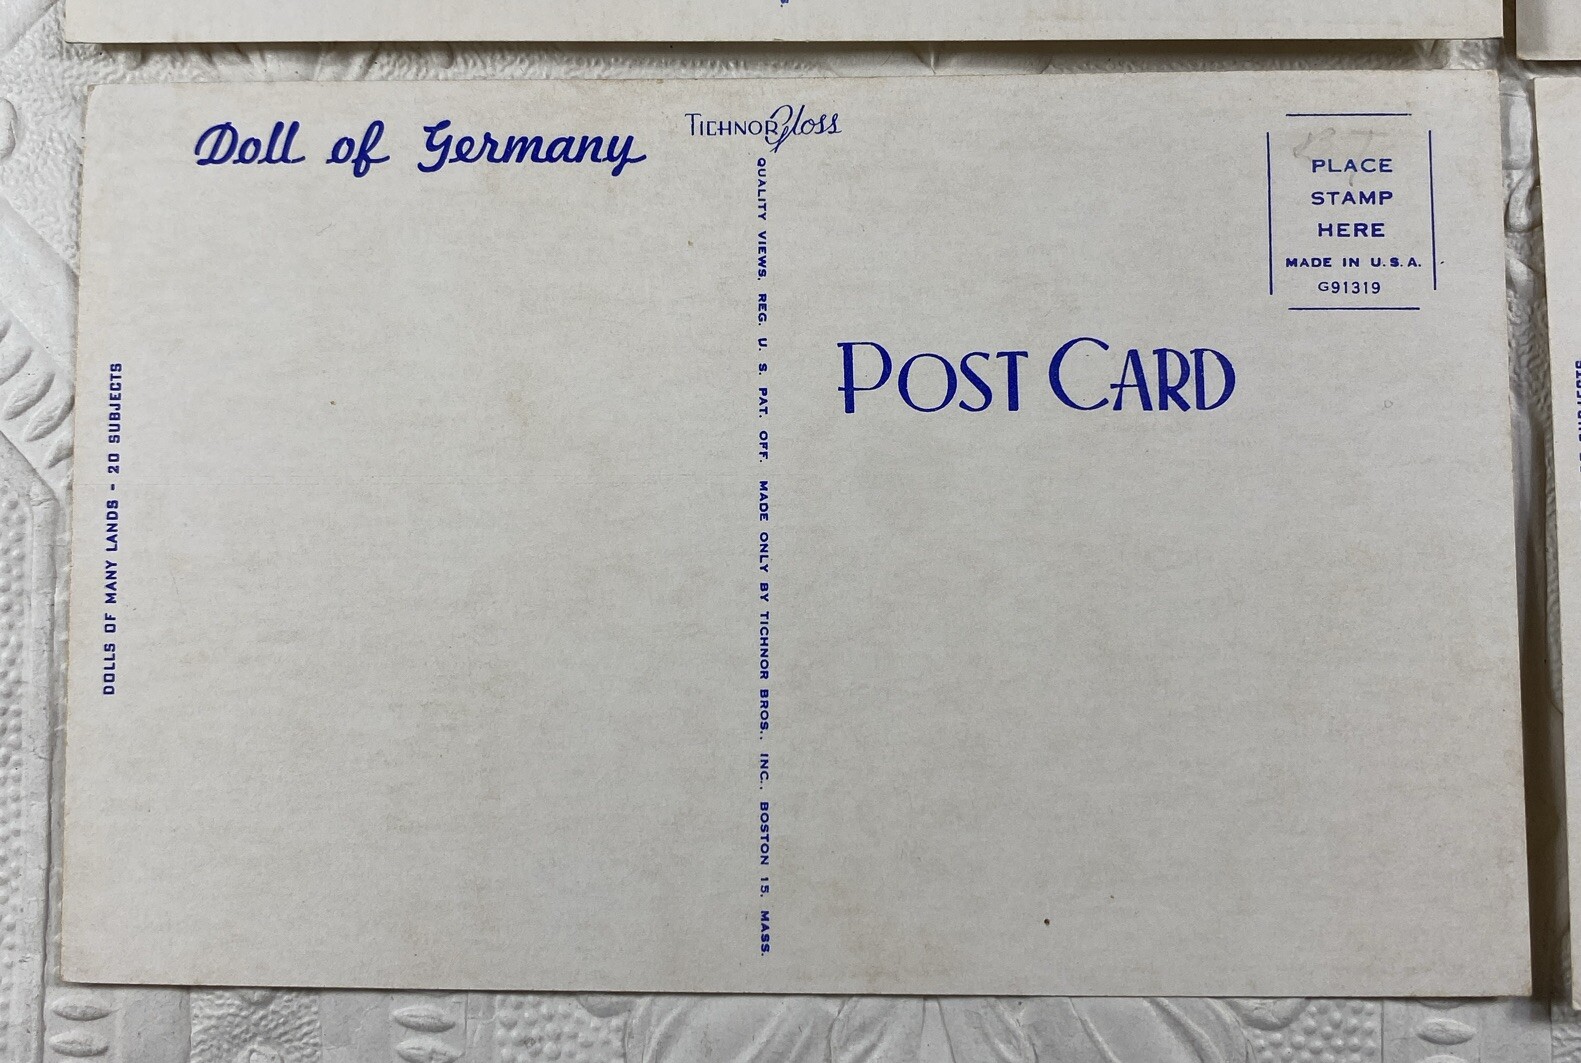 Doll of Germany
TICHNOR Gloss
PLACE
STAMP
HERE
MADE IN U.S.A.
G91319
POST CARD
DOLLS OF MANY LANDS - 20 SUBJECTS
QUALITY VIEWS. REG. U. S. PAT. OFF. MADE ONLY BY TICHNOR BROS., INC., BOSTON 15, MASS.
SUBJECTS